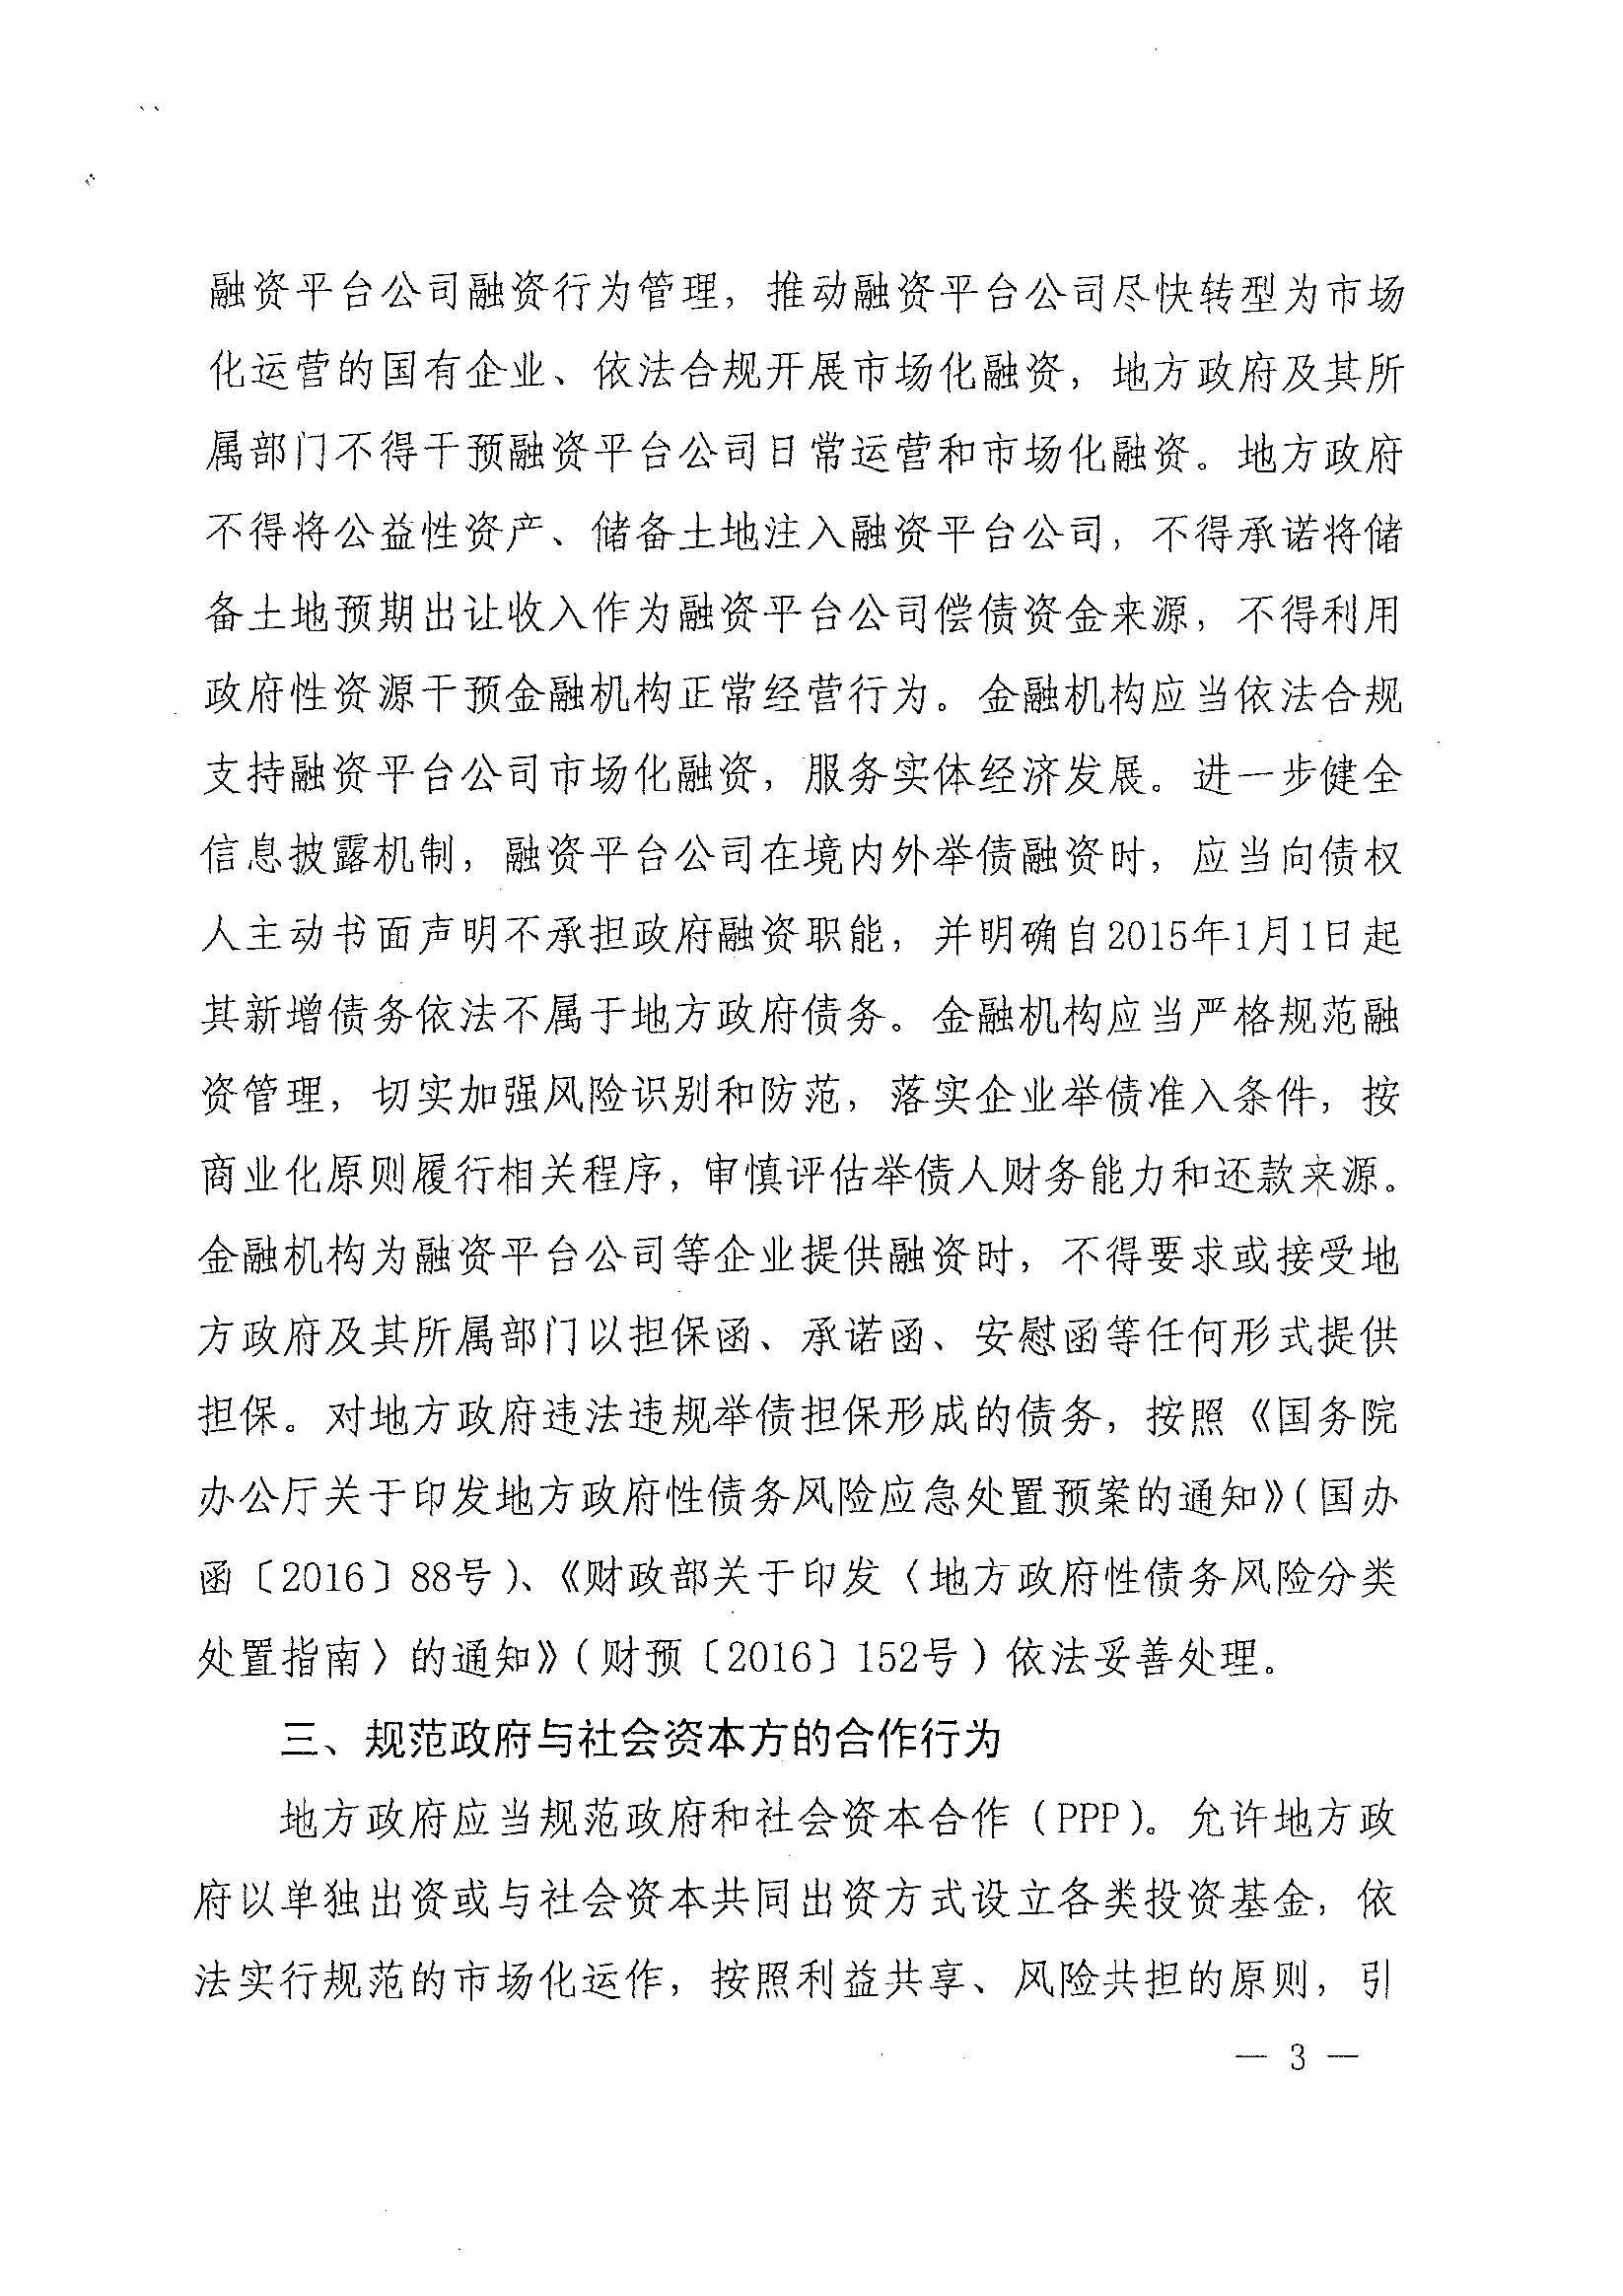 融资平台公司融资行为管理，推动融资平台公司尽快转型为市场
化运营的国有企业、依法合规开展市场化融资，地方政府及其所
属部门不得干预融资平台公司日常运营和市场化融资。地方政府
不得将公益性资产、储备土地注入融资平台公司，不得承诺将储
备土地预期出让收入作为融资平台公司偿债资金来源，不得利用
政府性资源干预金融机构正常经营行为。金融机构应当依法合规
支持融资平台公司市场化融资，服务实体经济发展。进一步健全
信息披露机制，融资平台公司在境内外举债融资时，应当向债权
人主动书面声明不承担政府融资职能，并明确自2015年1月1日起
其新增债务依法不属于地方政府债务。金融机构应当严格规范融
资管理，切实加强风险识别和防范，落实企业举债准入条件，按
商业化原则履行相关程序，审慎评估举债人财务能力和还款来源。
金融机构为融资平台公司等企业提供融资时，不得要求或接受地
方政府及其所属部门以担保函、承诺函、安慰函等任何形式提供
担保。对地方政府违法违规举债担保形成的债务，按照《国务院
办公厅关于印发地方政府性债务风险应急处置预案的通知》（国办
函〔2016〕88号）、《财政部关于印发〈地方政府性债务风险分类
处置指南〉的通知》（财预〔2016〕152号）依法妥善处理。
三、规范政府与社会资本方的合作行为
地方政府应当规范政府和社会资本合作（PPP）。允许地方政
府以单独出资或与社会资本共同出资方式设立各类投资基金，依
法实行规范的市场化运作，按照利益共享、风险共担的原则，引
— 3 —